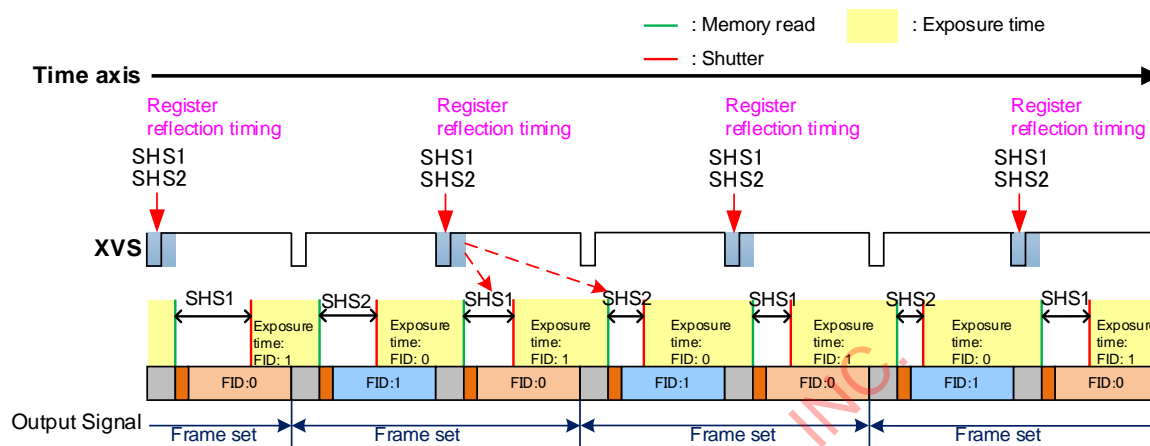 : Memory read
: Exposure time
: Shutter
Time axis
Register
reflection timing
Register
reflection timing
Register
reflection timing
Register
reflection timing
SHS1
SHS2
SHS1
SHS2
SHS1
SHS2
SHS1
SHS2
XVS
SHS1
SHS2
SHS1
SHS2
SHS1
SHS2
SHS1
Exposure
time:
FID: 1
Exposure
time:
FID: 0
Exposure
time:
FID: 1
Exposure
time:
FID: 0
Exposure
time:
FID: 1
Exposure
time:
FID: 0
Exposure
time:
FID: 1
FID:0
FID:1
FID:0
FID:1
FID:0
FID:1
FID:0
INC.
Output Signal
Frame set
Frame set
Frame set
Frame set